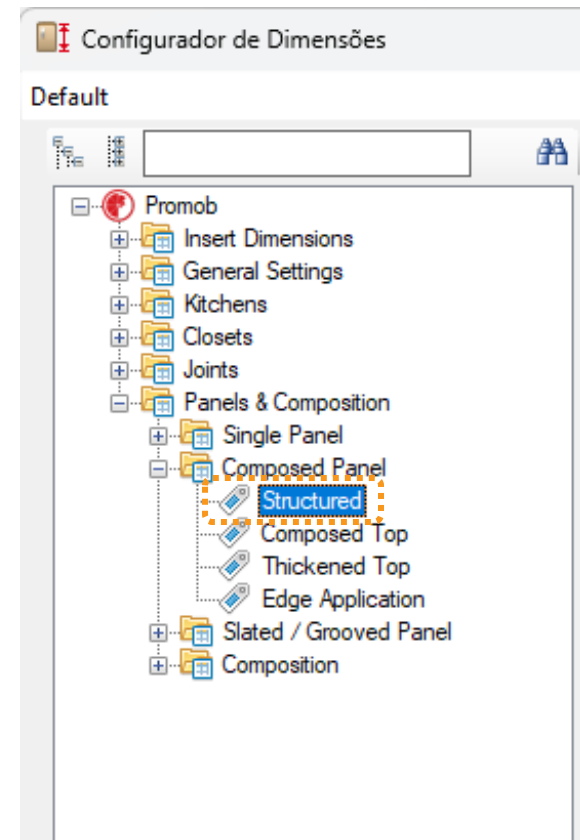 Configurador de Dimensões
Default
Promob
Insert Dimensions
General Settings
Kitchens
Closets
Joints
Panels & Composition
Single Panel
Composed Panel
Structured
Composed Top
Thickened Top
Edge Application
Slated / Grooved Panel
Composition